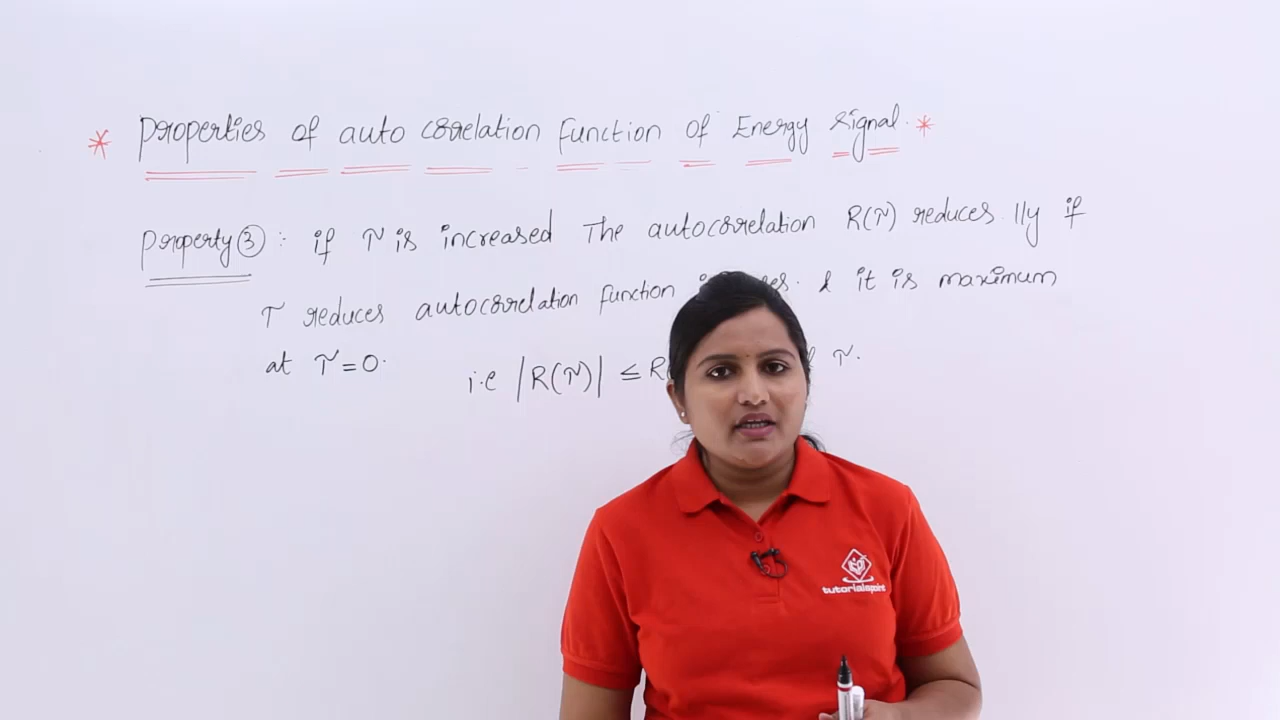 * Properties of auto correlation function of Energy signal. *
Property ③ : if τ is increased The autocorrelation R(τ) reduces. lly if
τ reduces autocorrelation function & it is maximum
at τ = 0. i.e |R(τ)| ≤ R( τ.
tutorialspoint